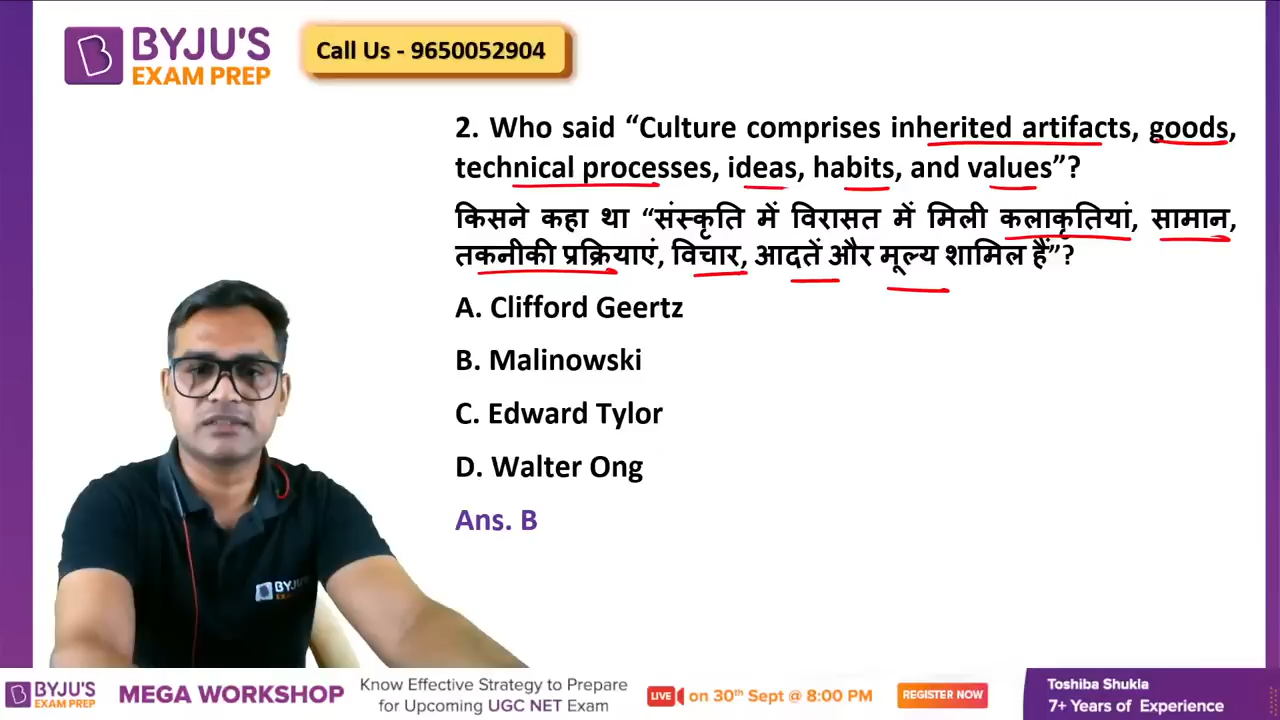 BYJU'S
EXAM PREP
Call Us - 9650052904
2. Who said “Culture comprises inherited artifacts, goods,
technical processes, ideas, habits, and values”?
किसने कहा था “संस्कृति में विरासत में मिली कलाकृतियां, सामान,
तकनीकी प्रक्रियाएं, विचार, आदतें और मूल्य शामिल हैं”?
A. Clifford Geertz
B. Malinowski
C. Edward Tylor
D. Walter Ong
Ans. B
BYJU'S
EXAM PREP
MEGA WORKSHOP
Know Effective Strategy to Prepare
for Upcoming UGC NET Exam
LIVE on 30th Sept @ 8:00 PM
REGISTER NOW
Toshiba Shukla
7+ Years of Experience